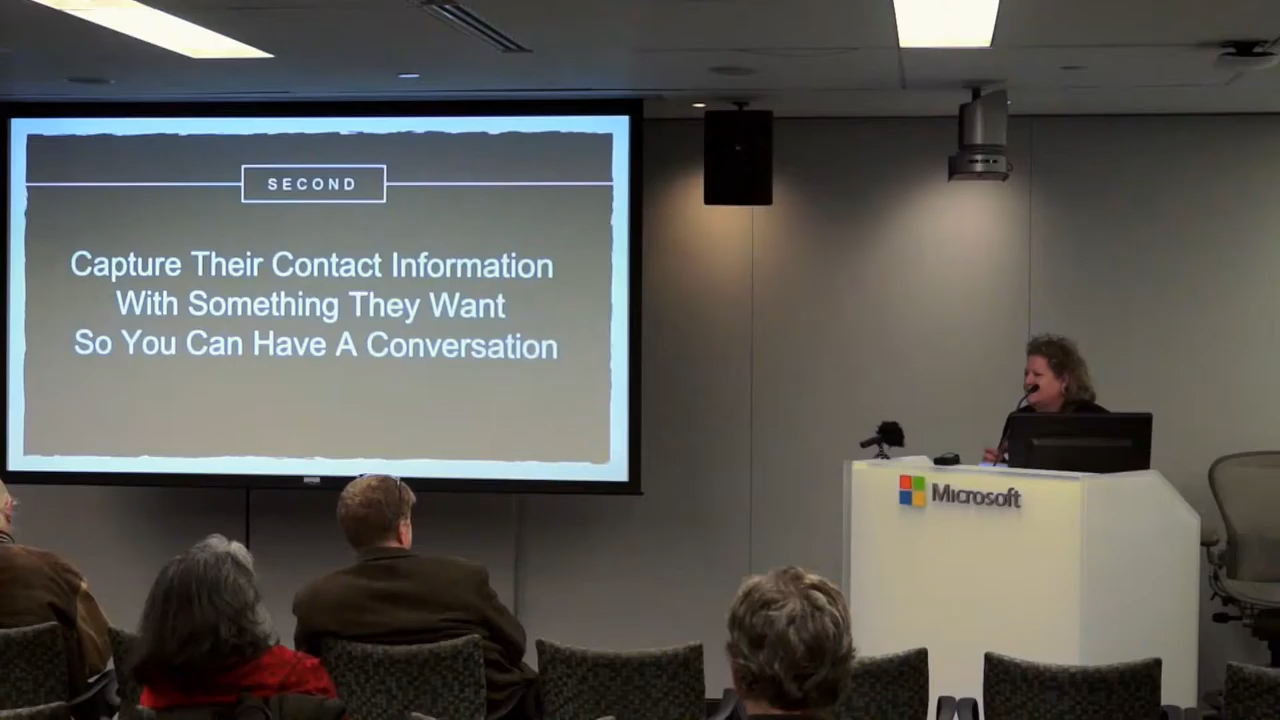 SECOND
Capture Their Contact Information
With Something They Want
So You Can Have A Conversation
Microsoft